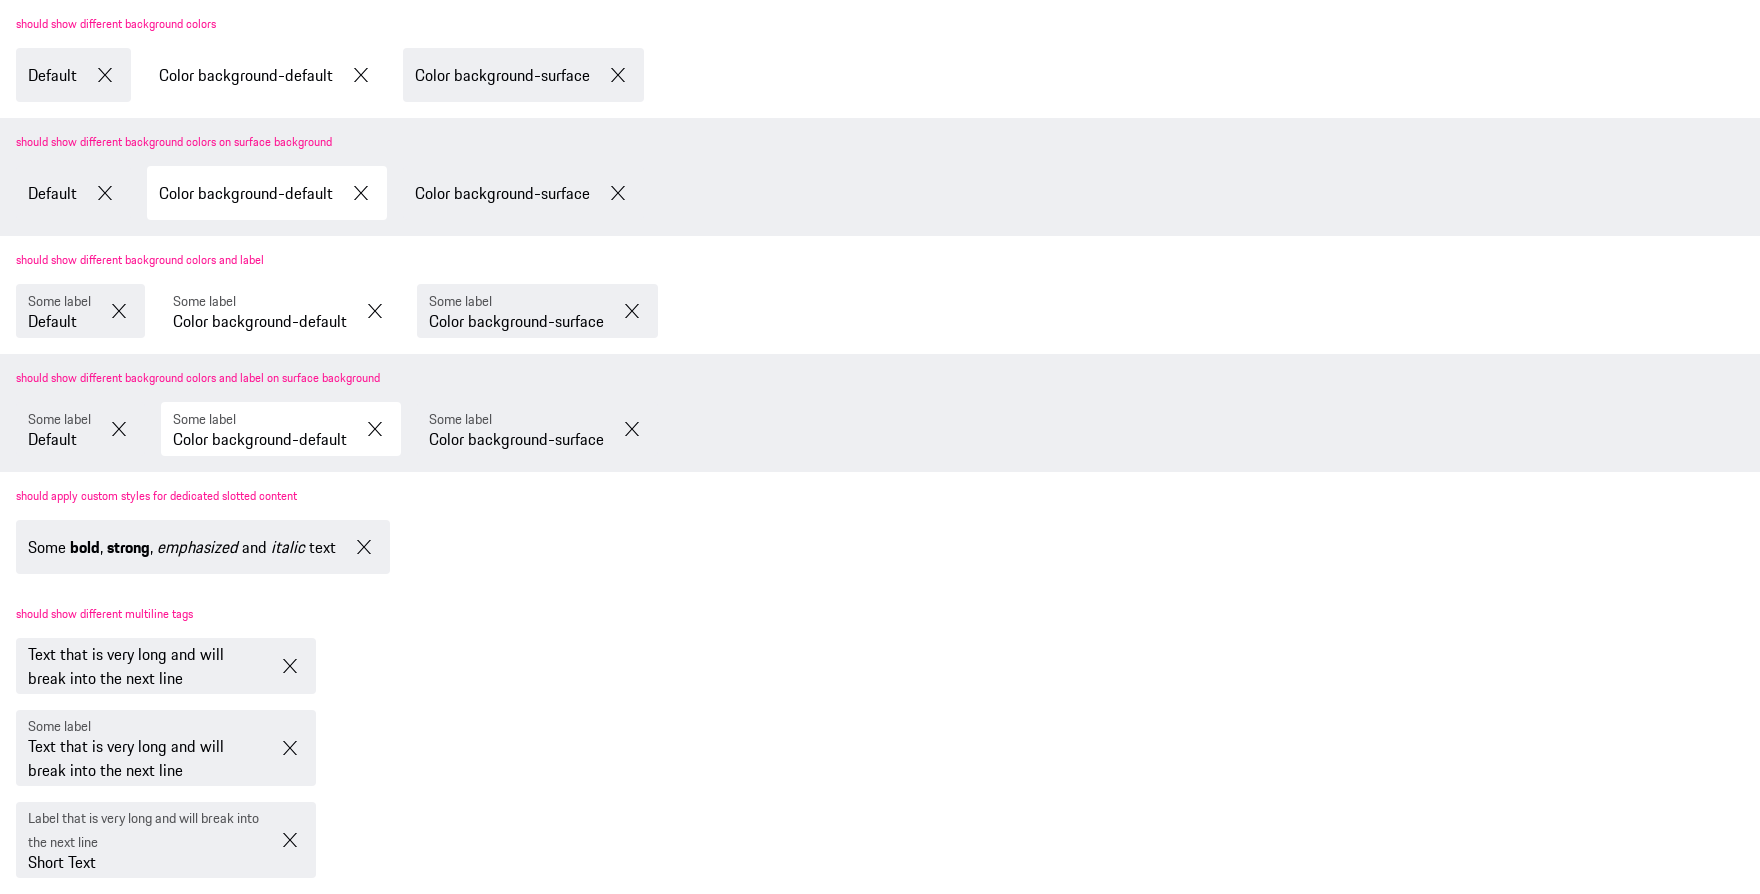 should show different background colors
Default Color background-default Color background-surface
should show different background colors on surface background
Default Color background-default Color background-surface
should show different background colors and label
Some label Some label Some label
Default Color background-default Color background-surface
should show different background colors and label on surface background
Some label Some label Some label
Default Color background-default Color background-surface
should apply custom styles for dedicated slotted content
Some bold, strong, emphasized and italic text
should show different multiline tags
Text that is very long and will
break into the next line
Some label
Text that is very long and will
break into the next line
Label that is very long and will break into
the next line
Short Text